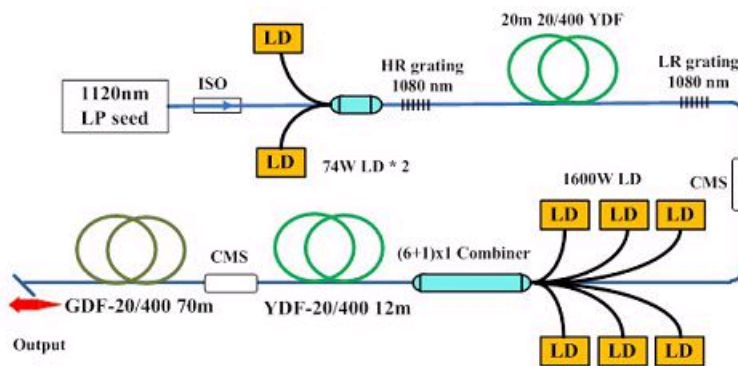 20m 20/400 YDF
LD
HR grating
1080 nm
LR grating
1080 nm
ISO
1120nm
LP seed
LD
74W LD * 2
1600W LD
CMS
LD LD LD
CMS
(6+1)x1 Combiner
GDF-20/400 70m
YDF-20/400 12m
Output
LD LD LD